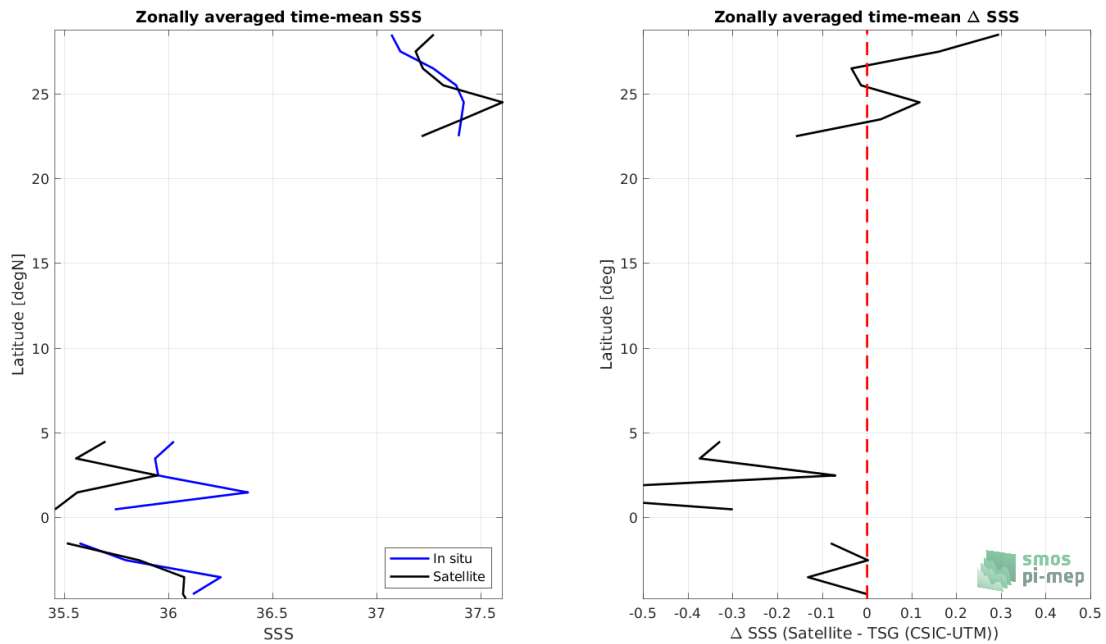 Zonally averaged time-mean SSS
25
20
15
10
5
0
Latitude [degN]
35.5 36 36.5 37 37.5
SSS
In situ
Satellite
Zonally averaged time-mean Δ SSS
25
20
15
10
5
0
Latitude [deg]
-0.5 -0.4 -0.3 -0.2 -0.1 0 0.1 0.2 0.3 0.4 0.5
Δ SSS (Satellite - TSG (CSIC-UTM))
smos
pi-mep